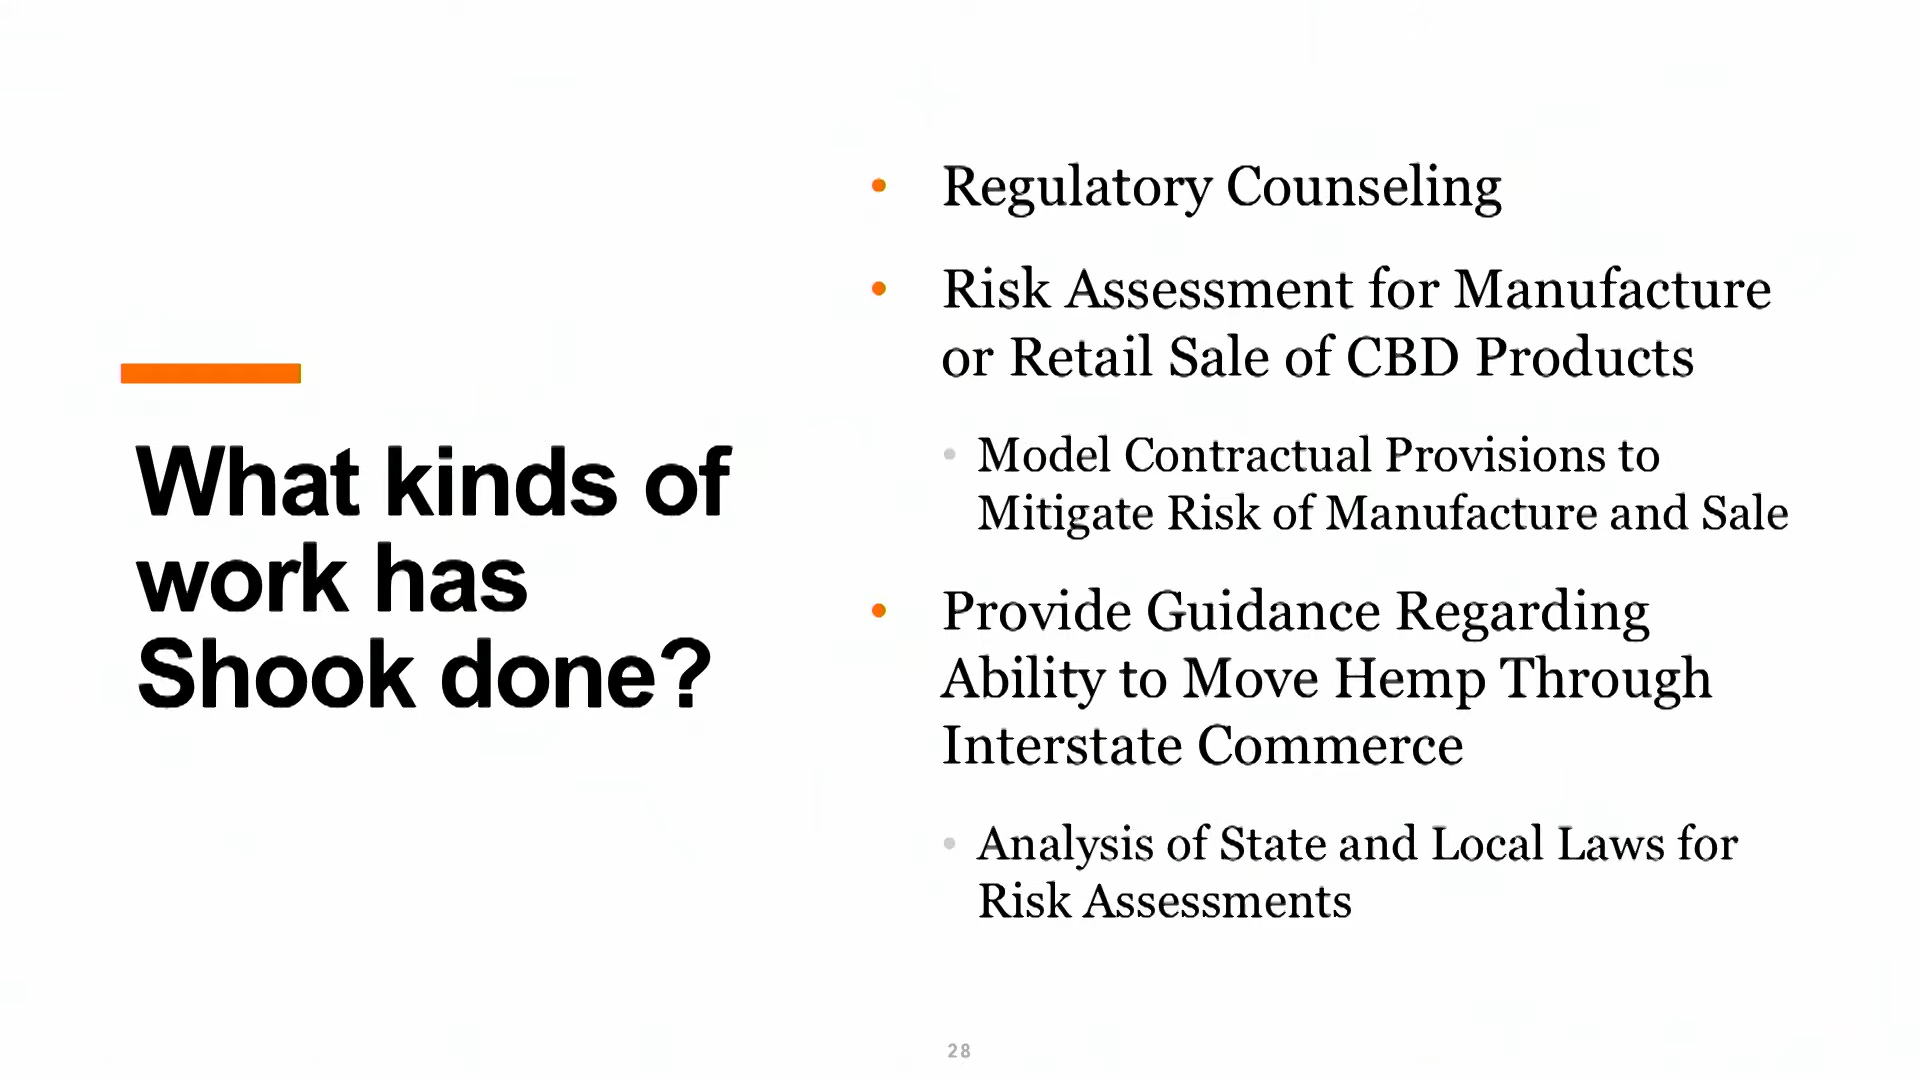 What kinds of
work has
Shook done?
• Regulatory Counseling
• Risk Assessment for Manufacture
or Retail Sale of CBD Products
• Model Contractual Provisions to
Mitigate Risk of Manufacture and Sale
• Provide Guidance Regarding
Ability to Move Hemp Through
Interstate Commerce
• Analysis of State and Local Laws for
Risk Assessments
28